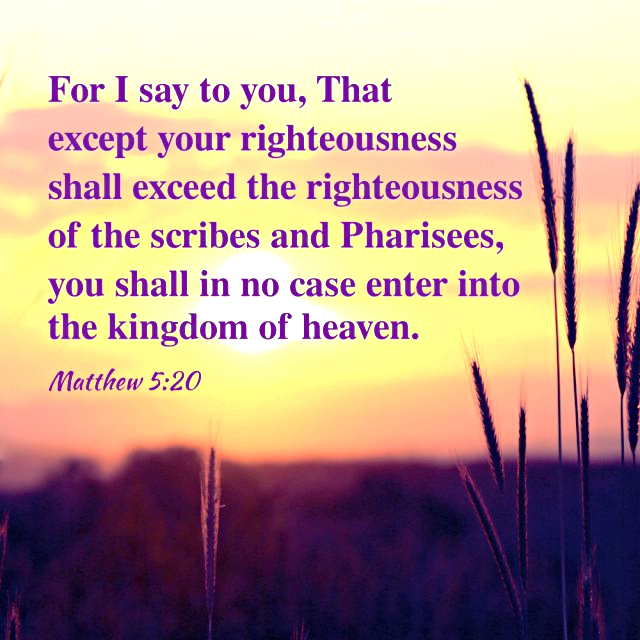 For I say to you, That
except your righteousness
shall exceed the righteousness
of the scribes and Pharisees,
you shall in no case enter into
the kingdom of heaven.
Matthew 5:20